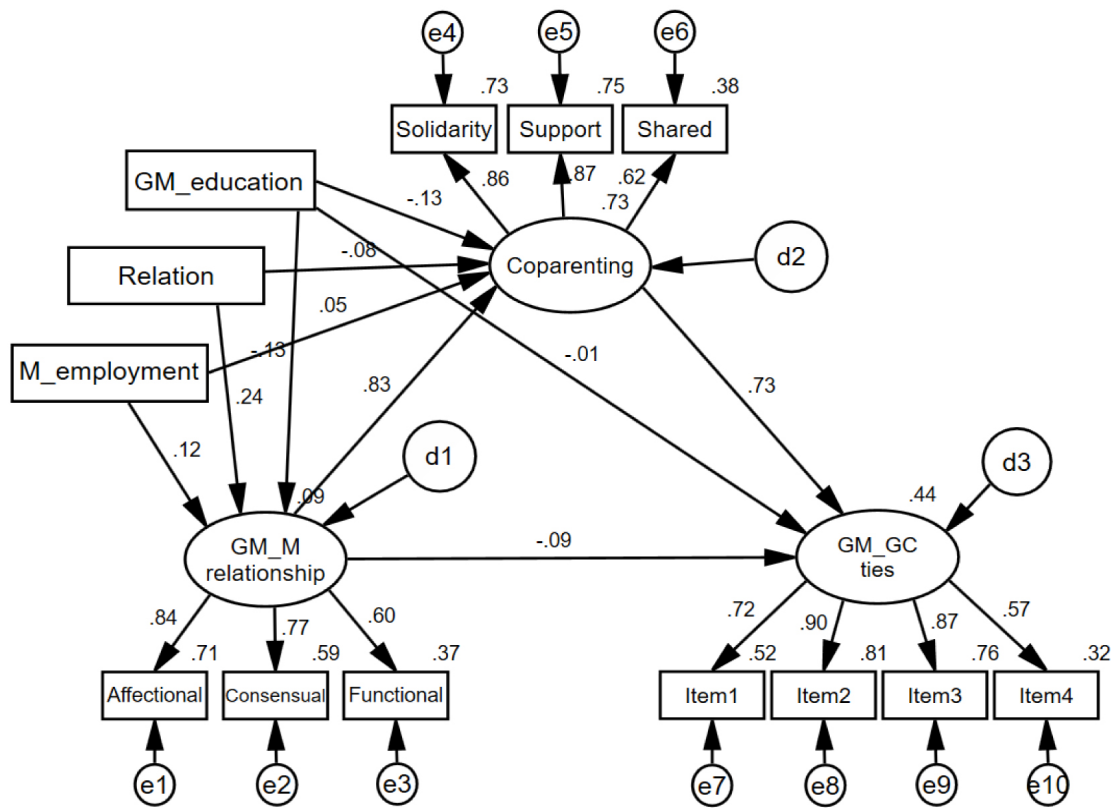 e4
e5
e6
.73
.75
.38
Solidarity
Support
Shared
GM_education
.86
.87
.62
.73
-.13
Relation
-.08
Coparenting
d2
.05
M_employment
-.13
-.01
.24
.83
.73
.12
d1
d3
.09
.44
GM_M
relationship
-.09
GM_GC
ties
.84
.77
.60
.72
.90
.87
.57
.71
.59
.37
.52
.81
.76
.32
Affectional
Consensual
Functional
Item1
Item2
Item3
Item4
e1
e2
e3
e7
e8
e9
e10